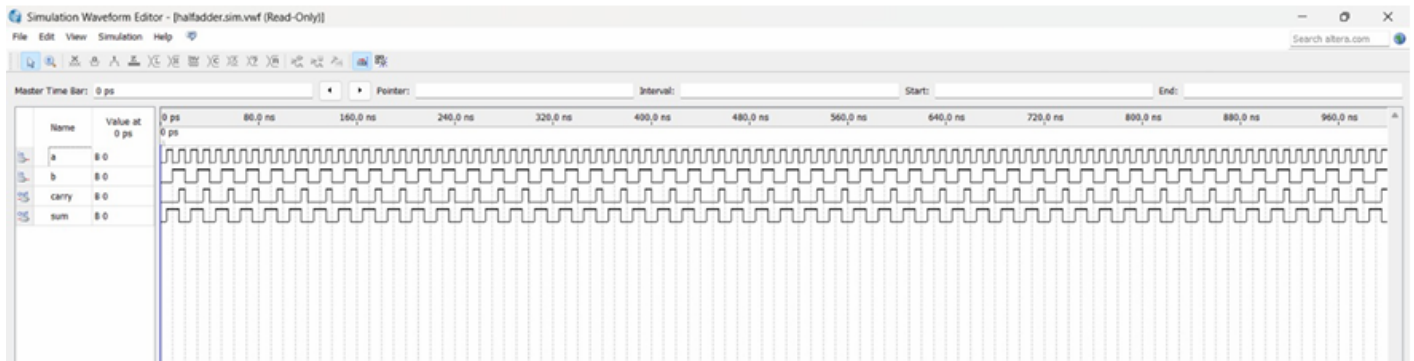 Simulation Waveform Editor - [halfadder.sim.vwf (Read-Only)]
File Edit View Simulation Help
Search altera.com
Master Time Bar: 0 ps Pointer: Interval: Start: End:
Name Value at 0 ps
0 ps 80.0 ns 160.0 ns 240.0 ns 320.0 ns 400.0 ns 480.0 ns 560.0 ns 640.0 ns 720.0 ns 800.0 ns 880.0 ns 960.0 ns
0 ps
a B 0
b B 0
carry B 0
sum B 0